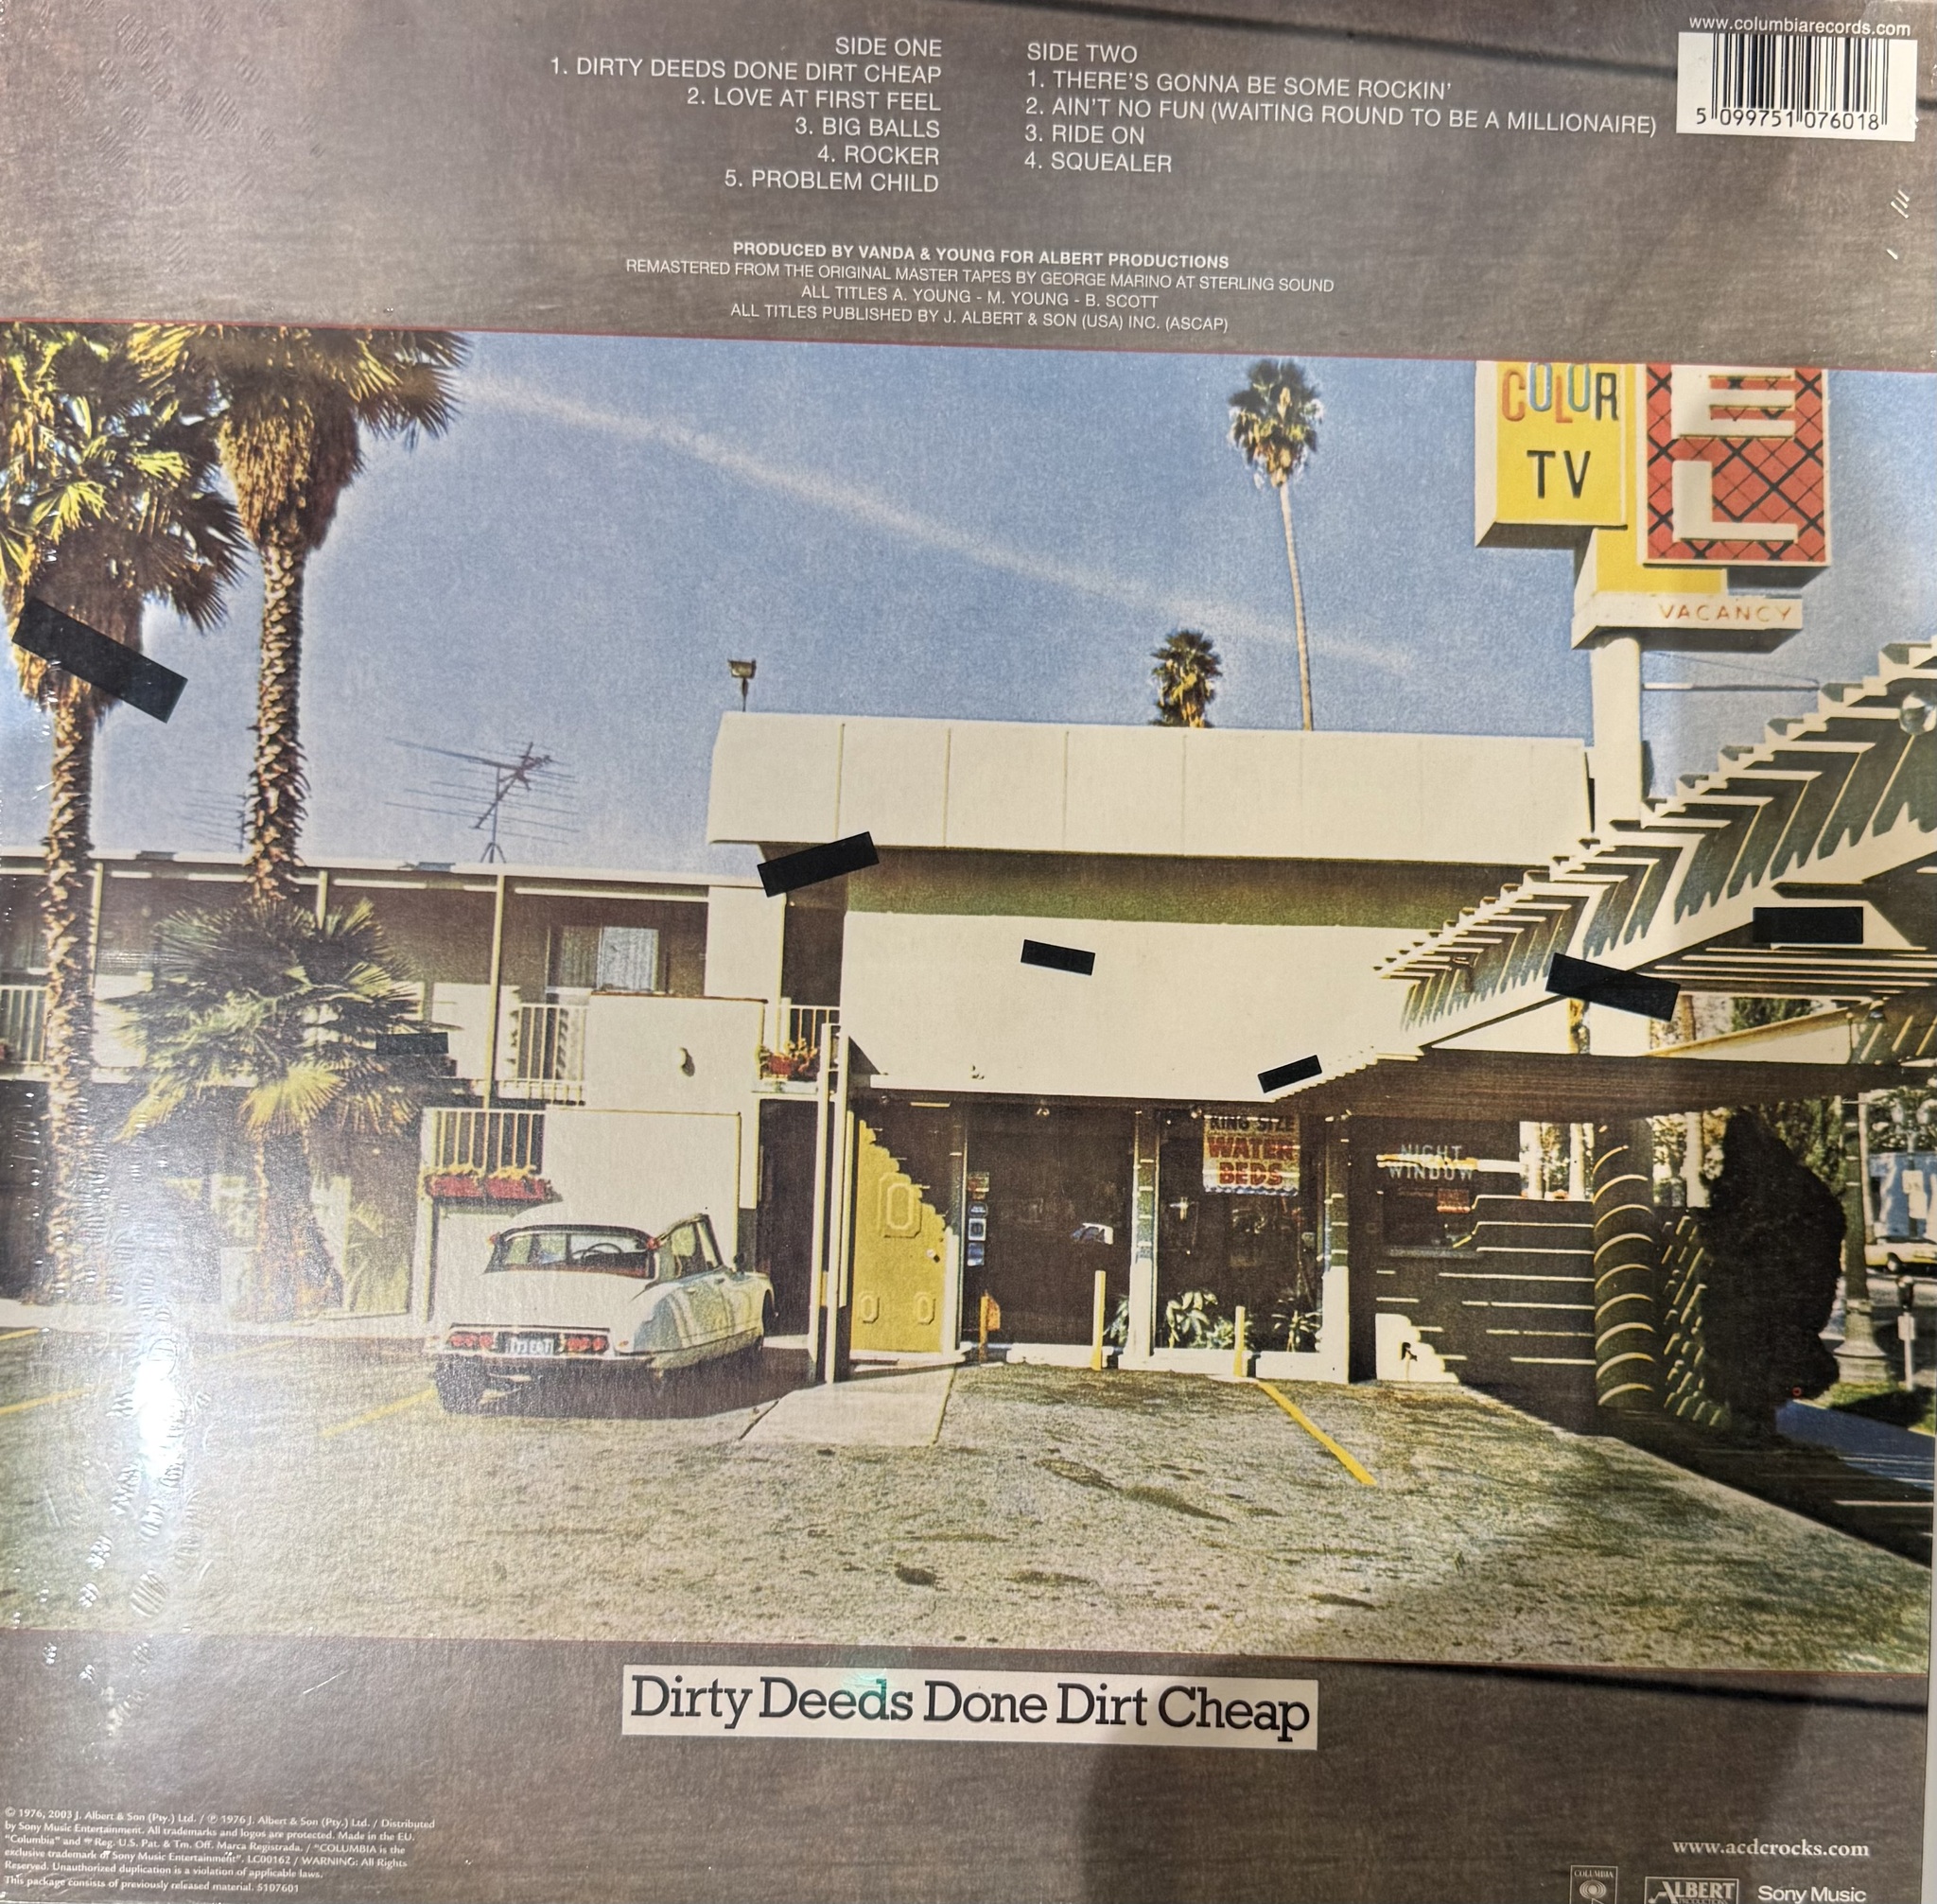 www.columbiarecords.com
5 099751 076018
SIDE ONE
1. DIRTY DEEDS DONE DIRT CHEAP
2. LOVE AT FIRST FEEL
3. BIG BALLS
4. ROCKER
5. PROBLEM CHILD
SIDE TWO
1. THERE'S GONNA BE SOME ROCKIN'
2. AIN'T NO FUN (WAITING ROUND TO BE A MILLIONAIRE)
3. RIDE ON
4. SQUEALER
PRODUCED BY VANDA & YOUNG FOR ALBERT PRODUCTIONS
REMASTERED FROM THE ORIGINAL MASTER TAPES BY GEORGE MARINO AT STERLING SOUND
ALL TITLES A. YOUNG - M. YOUNG - B. SCOTT
ALL TITLES PUBLISHED BY J. ALBERT & SON (USA) INC. (ASCAP)
COLOR
TV
E
L
VACANCY
KING SIZE
WATER
BEDS
NIGHT
WINDOW
Dirty Deeds Done Dirt Cheap
© 1976, 2003 J. Albert & Son (Pty.) Ltd. / ℗ 1976 J. Albert & Son (Pty.) Ltd. / Distributed
by Sony Music Entertainment. All trademarks and logos are protected. Made in the EU.
"Columbia" and Reg. U.S. Pat. & Tm. Off. Marca Registrada. / "COLUMBIA is the
exclusive trademark of Sony Music Entertainment". LC00162 / WARNING: All Rights
Reserved. Unauthorized duplication is a violation of applicable laws.
This package consists of previously released material. 5107601
www.acdcrocks.com
COLUMBIA
ALBERT
PRODUCTIONS
Sony Music